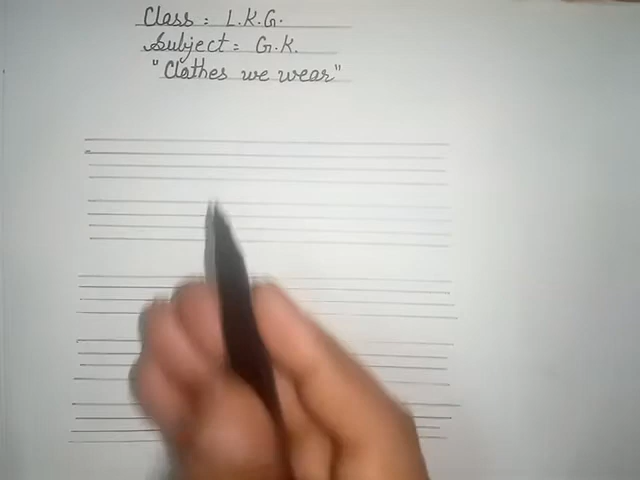 Class : L.K.G.
Subject = G.K.
"Clothes we wear"